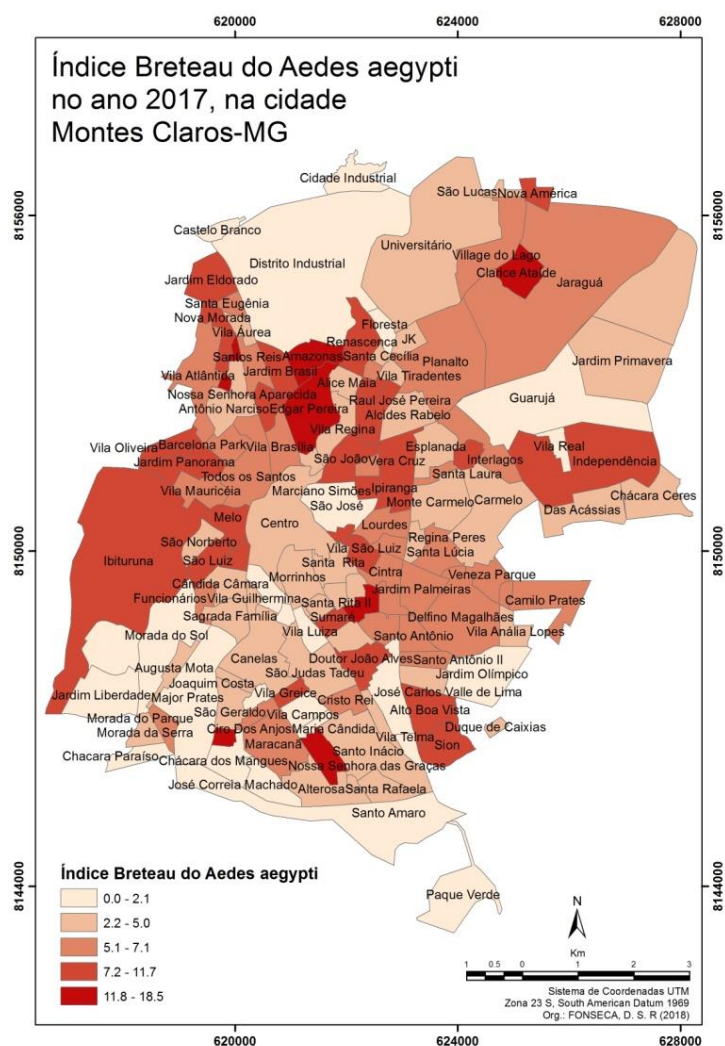 620000 624000 628000
Índice Breteau do Aedes aegypti
no ano 2017, na cidade
Montes Claros-MG
Cidade Industrial
São Lucas
Nova América
8156000
8156000
Castelo Branco
Universitário
Distrito Industrial
Village do Lago
Clarice Ataíde
Jaraguá
Jardim Eldorado
Santa Eugênia
Nova Morada
Vila Áurea
Floresta
Renascença
JK
Santos Reis
Amazonas
Santa Cecília
Planalto
Jardim Primavera
Vila Atlântida
Jardim Brasil
Alice Maia
Vila Tiradentes
Nossa Senhora Aparecida
Raul José Pereira
Guarujá
Antônio Narciso
Edgar Pereira
Alcides Rabelo
Vila Regina
Vila Oliveira
Barcelona Park
Vila Brasília
Esplanada
Vila Real
Jardim Panorama
São João
Vera Cruz
Interlagos
Independência
Todos os Santos
Santa Laura
Vila Mauricéia
Marciano Simões
Ipiranga
Chácara Ceres
São José
Monte Carmelo
Carmelo
Das Acássias
Melo
Centro
Lourdes
São Norberto
Regina Peres
8150000
8150000
Ibituruna
São Luiz
Vila São Luiz
Santa Lúcia
Santa Rita
Cândida Câmara
Morrinhos
Cintra
Veneza Parque
Funcionários
Vila Guilhermina
Santa Rita II
Jardim Palmeiras
Camilo Prates
Sagrada Família
Sumaré
Delfino Magalhães
Morada do Sol
Vila Luiza
Santo Antônio
Vila Anália Lopes
Augusta Mota
Canelas
Doutor João Alves
Santo Antônio II
Joaquim Costa
São Judas Tadeu
Jardim Olímpico
Jardim Liberdade
Major Prates
Vila Greice
Cristo Rei
José Carlos
Valle de Lima
Morada do Parque
São Geraldo
Vila Campos
Alto Boa Vista
Morada da Serra
Ciro Dos Anjos
Maria Cândida
Vila Telma
Duque de Caixias
Maracanã
Santo Inácio
Sion
Chacara Paraíso
Chácara dos Mangues
Nossa Senhora das Graças
José Correia Machado
Alterosa
Santa Rafaela
Santo Amaro
Paque Verde
8144000
8144000
Índice Breteau do Aedes aegypti
0.0 - 2.1
2.2 - 5.0
5.1 - 7.1
7.2 - 11.7
11.8 - 18.5
N
Km
1 0.5 0 1 2 3
Sistema de Coordenadas UTM
Zona 23 S, South American Datum 1969
Org.: FONSECA, D. S. R (2018)
620000 624000 628000